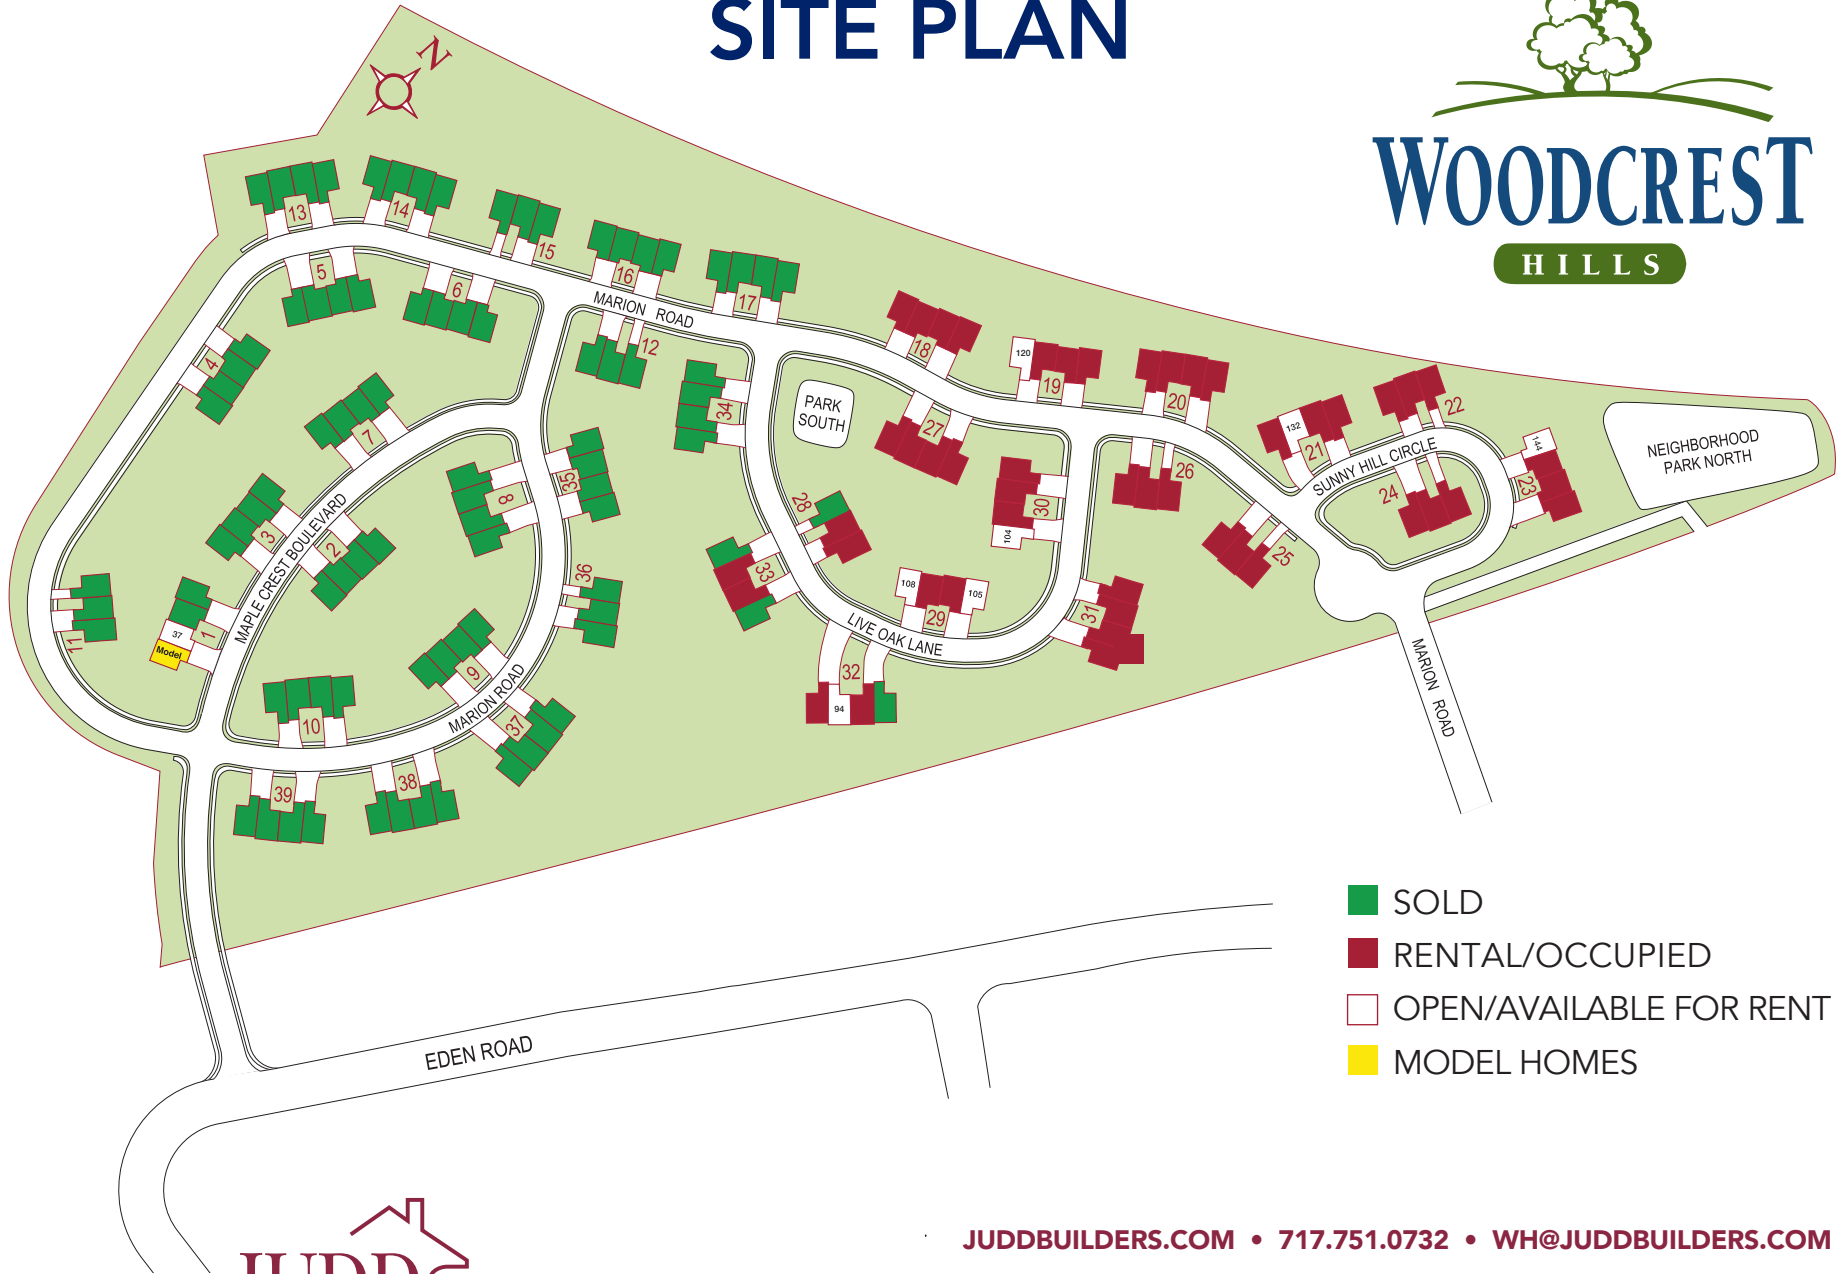 SITE PLAN
N
WOODCREST
HILLS
13
14
15
16
17
5
6
12
MARION ROAD
4
7
34
PARK
SOUTH
18
120
19
20
132
21
22
SUNNY HILL CIRCLE
144
23
24
NEIGHBORHOOD
PARK NORTH
27
26
25
30
104
28
33
108
29
105
31
LIVE OAK LANE
32
94
8
35
36
3
2
MAPLE CREST BOULEVARD
11
1
37
Model
9
MARION ROAD
10
37
38
39
MARION ROAD
SOLD
RENTAL/OCCUPIED
OPEN/AVAILABLE FOR RENT
MODEL HOMES
EDEN ROAD
JUDD
JUDDBUILDERS.COM • 717.751.0732 • WH@JUDDBUILDERS.COM